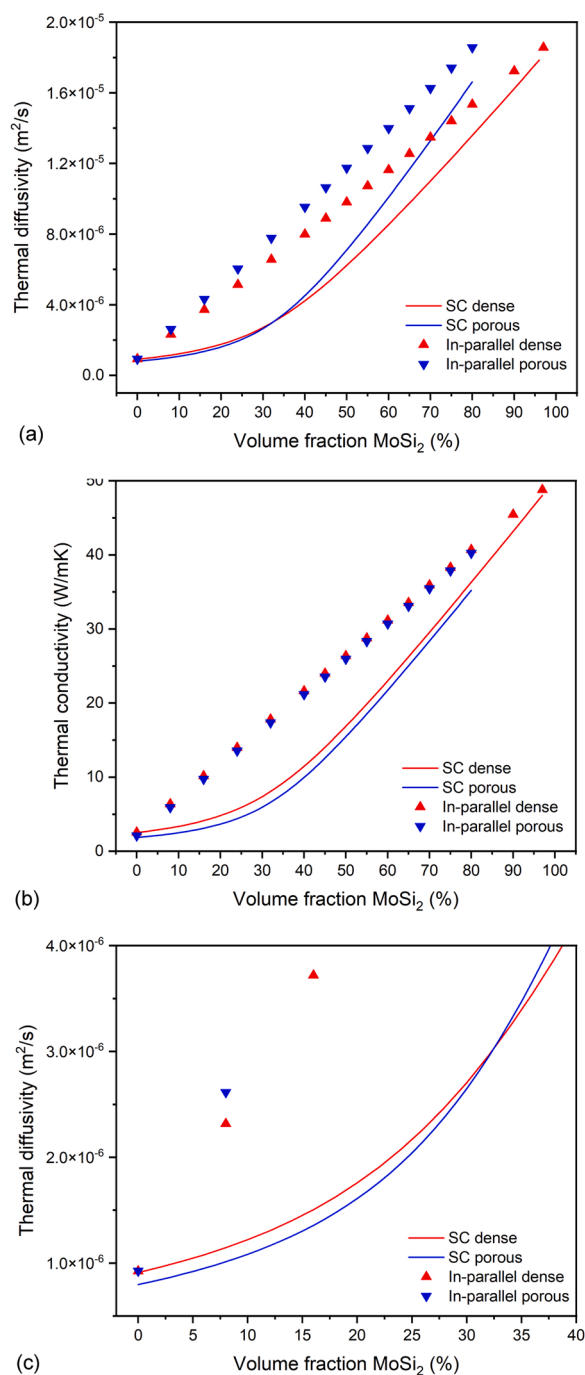 2.0×10⁻⁵
1.6×10⁻⁵
1.2×10⁻⁵
8.0×10⁻⁶
4.0×10⁻⁶
0.0
Thermal diffusivity (m²/s)
SC dense
SC porous
In-parallel dense
In-parallel porous
0 10 20 30 40 50 60 70 80 90 100
(a)
Volume fraction MoSi₂ (%)
50
40
30
20
10
0
Thermal conductivity (W/mK)
SC dense
SC porous
In-parallel dense
In-parallel porous
0 10 20 30 40 50 60 70 80 90 100
(b)
Volume fraction MoSi₂ (%)
4.0×10⁻⁶
3.0×10⁻⁶
2.0×10⁻⁶
1.0×10⁻⁶
Thermal diffusivity (m²/s)
SC dense
SC porous
In-parallel dense
In-parallel porous
0 5 10 15 20 25 30 35 40
(c)
Volume fraction MoSi₂ (%)